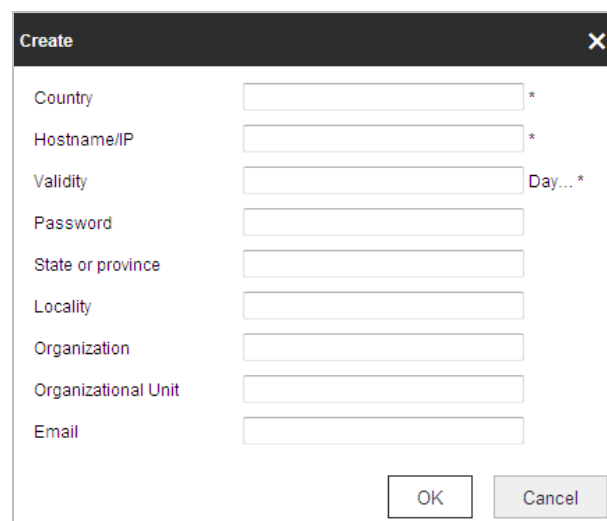 Create
Country *
Hostname/IP *
Validity Day... *
Password
State or province
Locality
Organization
Organizational Unit
Email
OK Cancel